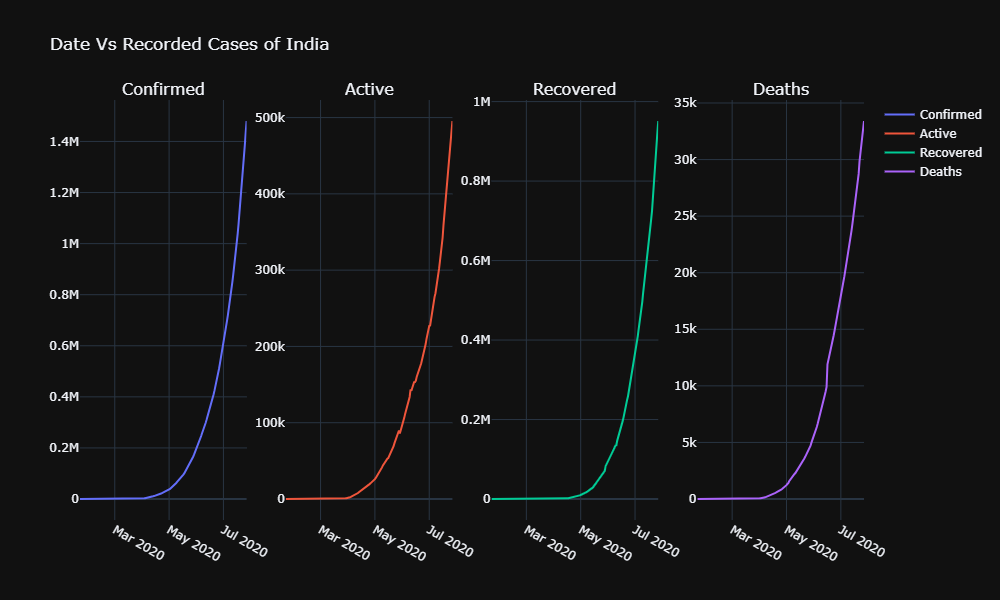 Date Vs Recorded Cases of India
Confirmed
Active
Recovered
Deaths
1.4M
1.2M
1M
0.8M
0.6M
0.4M
0.2M
0
Mar 2020
May 2020
Jul 2020
500k
400k
300k
200k
100k
0
Mar 2020
May 2020
Jul 2020
1M
0.8M
0.6M
0.4M
0.2M
0
Mar 2020
May 2020
Jul 2020
35k
30k
25k
20k
15k
10k
5k
0
Mar 2020
May 2020
Jul 2020
Confirmed
Active
Recovered
Deaths